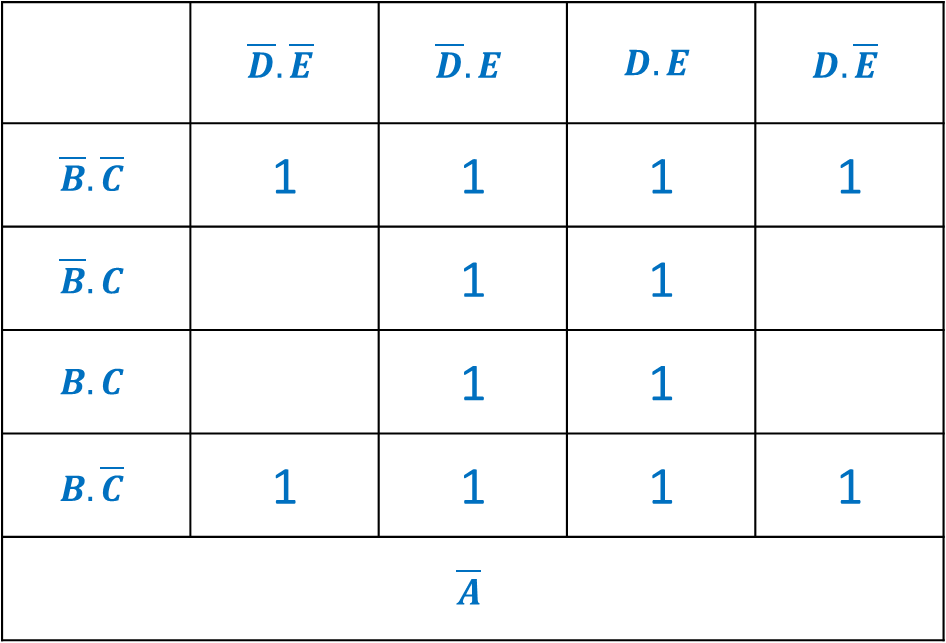 D̅.E̅ D̅.E D.E D.E̅
B̅.C̅ 1 1 1 1
B̅.C 1 1
B.C 1 1
B.C̅ 1 1 1 1
A̅